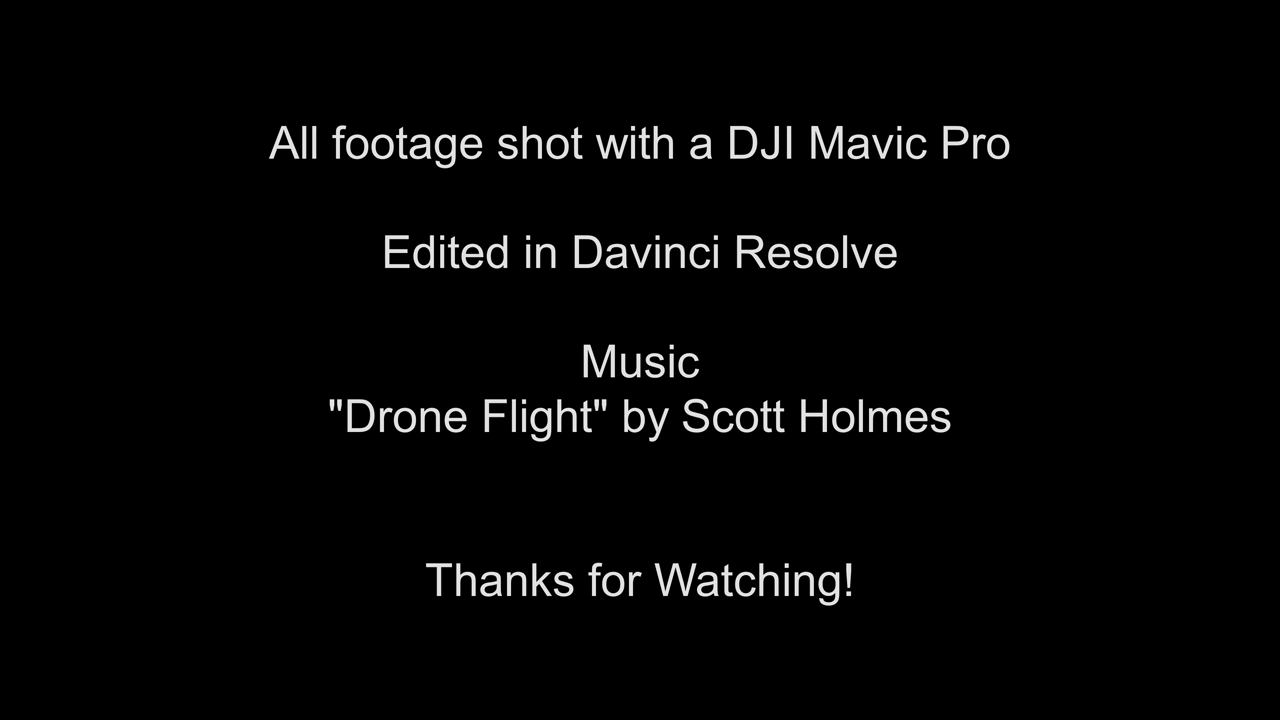 All footage shot with a DJI Mavic Pro
Edited in Davinci Resolve
Music
"Drone Flight" by Scott Holmes
Thanks for Watching!